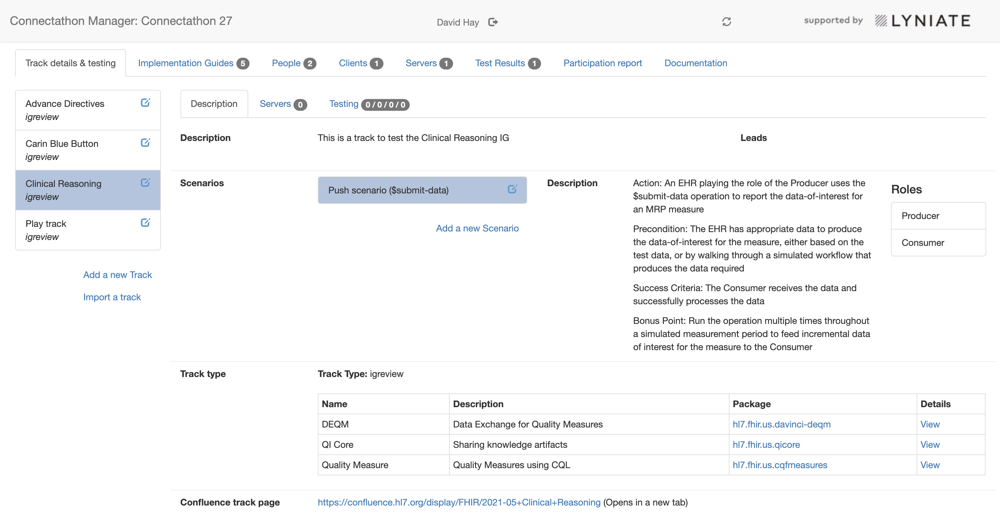 Connectathon Manager: Connectathon 27
David Hay
supported by LYNIATE
Track details & testing
Implementation Guides 5
People 2
Clients 1
Servers 1
Test Results 1
Participation report
Documentation
Advance Directives
igreview
Carin Blue Button
igreview
Clinical Reasoning
igreview
Play track
igreview
Add a new Track
Import a track
Description
Servers 0
Testing 0 / 0 / 0 / 0
Description
This is a track to test the Clinical Reasoning IG
Leads
Scenarios
Push scenario ($submit-data)
Add a new Scenario
Description
Action: An EHR playing the role of the Producer uses the
$submit-data operation to report the data-of-interest for
an MRP measure
Precondition: The EHR has appropriate data to produce
the data-of-interest for the measure, either based on the
test data, or by walking through a simulated workflow that
produces the data required
Success Criteria: The Consumer receives the data and
successfully processes the data
Bonus Point: Run the operation multiple times throughout
a simulated measurement period to feed incremental data
of interest for the measure to the Consumer
Roles
Producer
Consumer
Track type
Track Type: igreview
Name Description Package Details
DEQM Data Exchange for Quality Measures hl7.fhir.us.davinci-deqm View
QI Core Sharing knowledge artifacts hl7.fhir.us.qicore View
Quality Measure Quality Measures using CQL hl7.fhir.us.cqfmeasures View
Confluence track page
https://confluence.hl7.org/display/FHIR/2021-05+Clinical+Reasoning (Opens in a new tab)